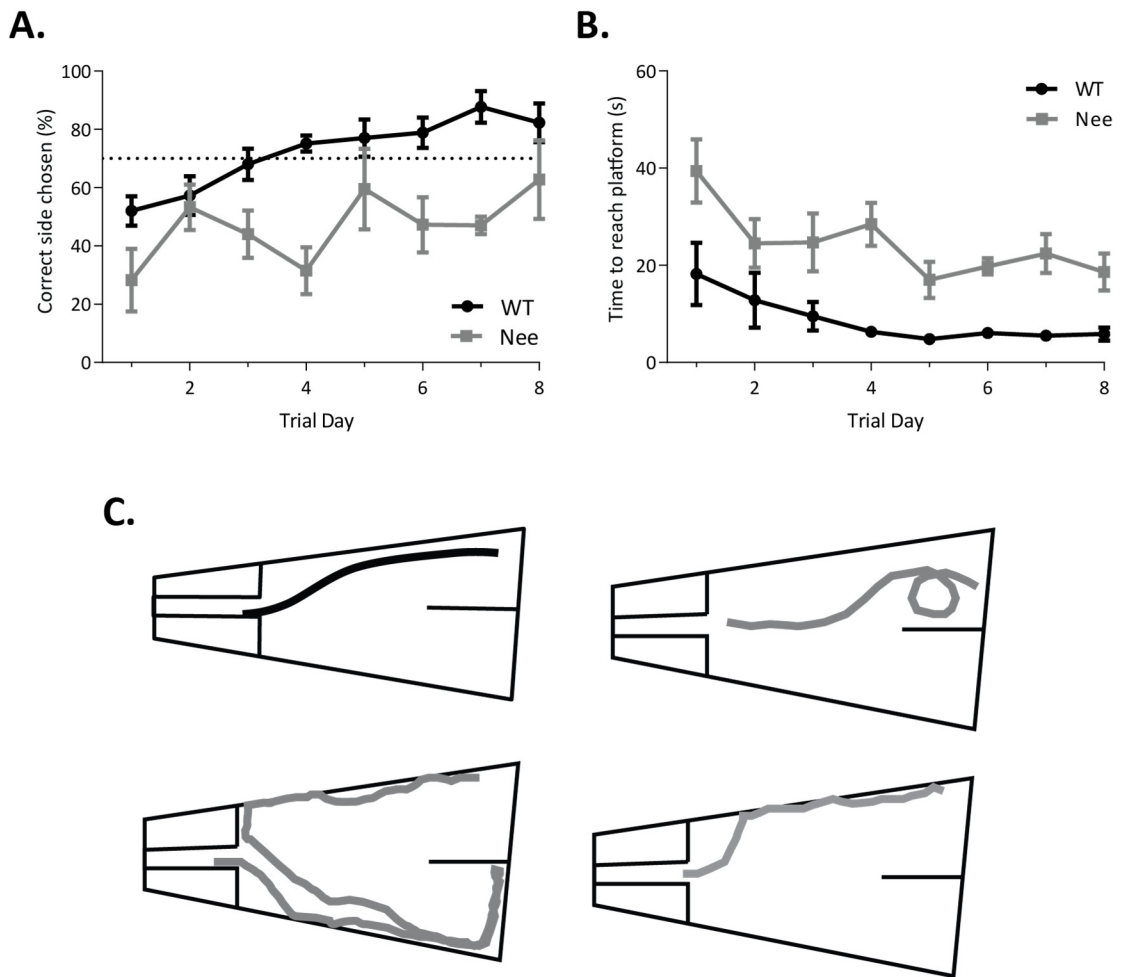 A.
Correct side chosen (%)
100
80
60
40
20
0
2
4
6
8
Trial Day
WT
Nee
B.
Time to reach platform (s)
60
40
20
0
2
4
6
8
Trial Day
WT
Nee
C.